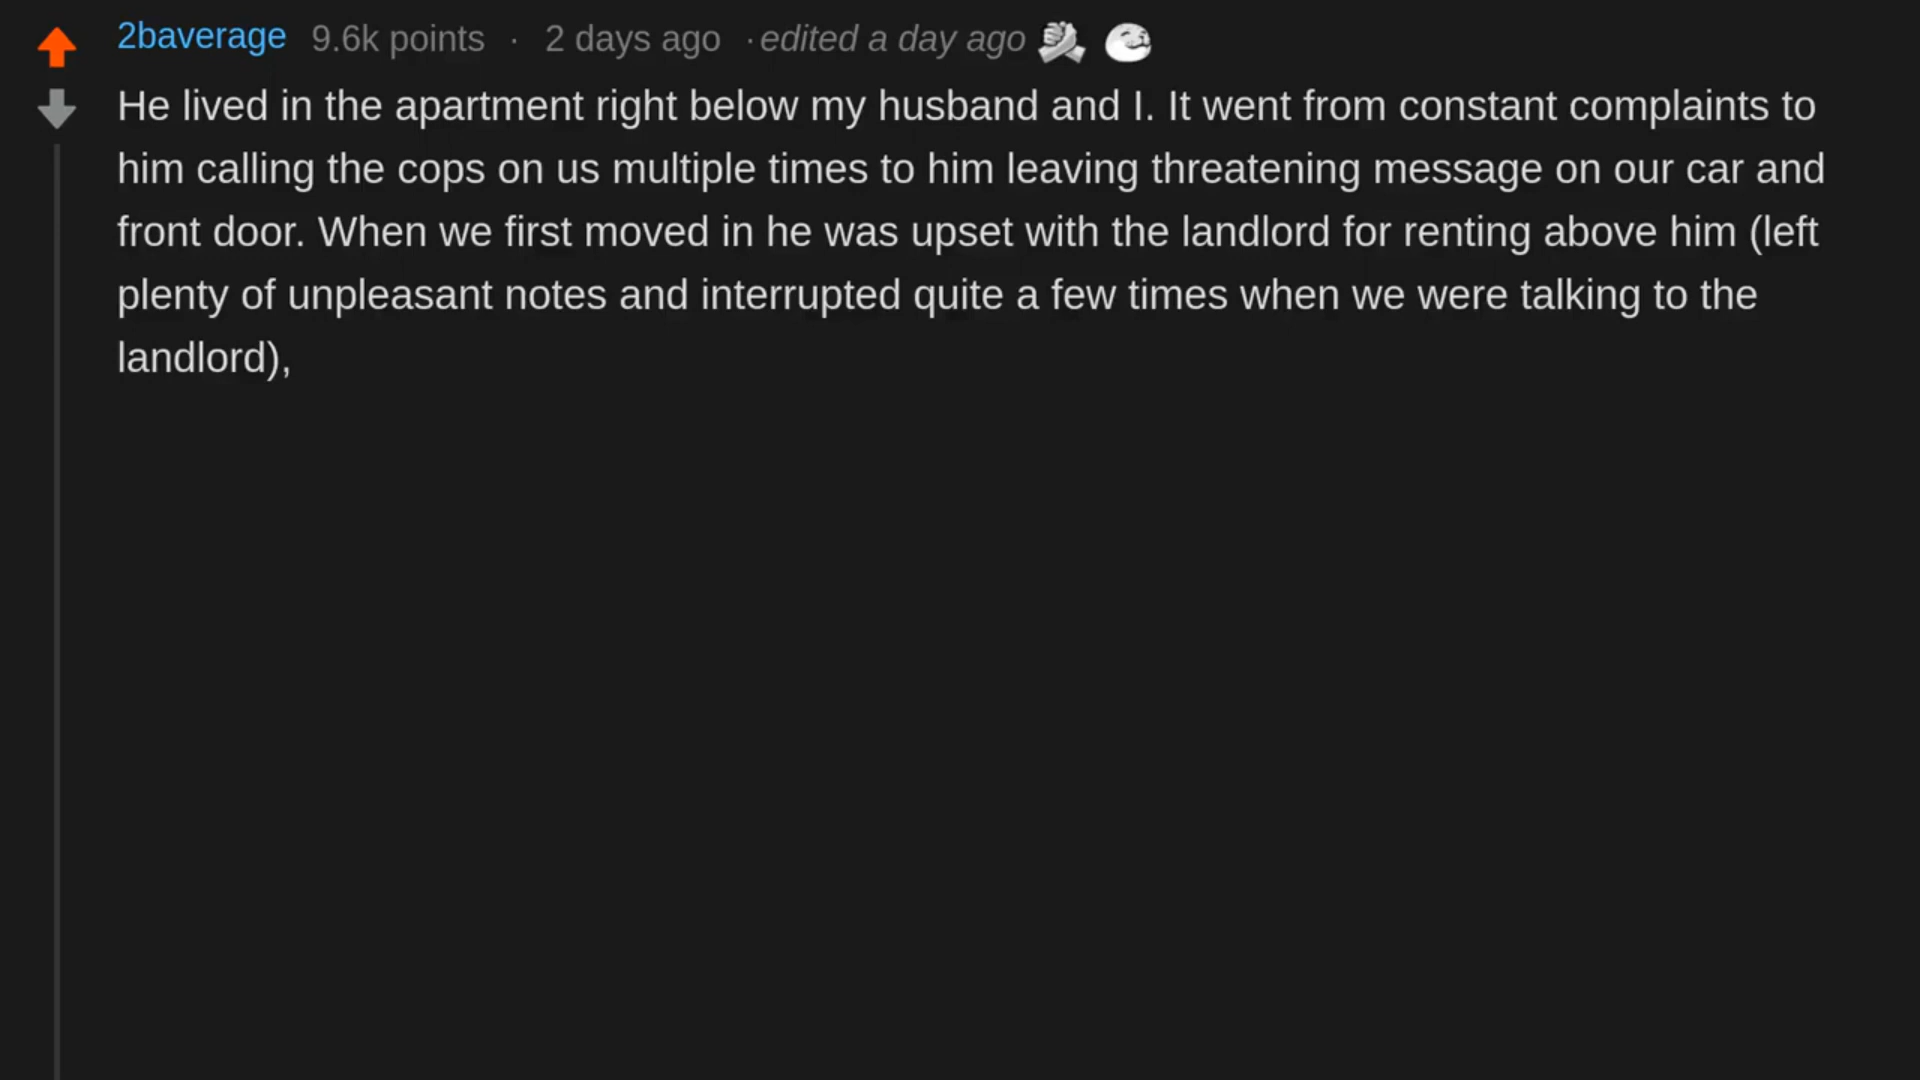 2baverage 9.6k points · 2 days ago · edited a day ago
He lived in the apartment right below my husband and I. It went from constant complaints to
him calling the cops on us multiple times to him leaving threatening message on our car and
front door. When we first moved in he was upset with the landlord for renting above him (left
plenty of unpleasant notes and interrupted quite a few times when we were talking to the
landlord),